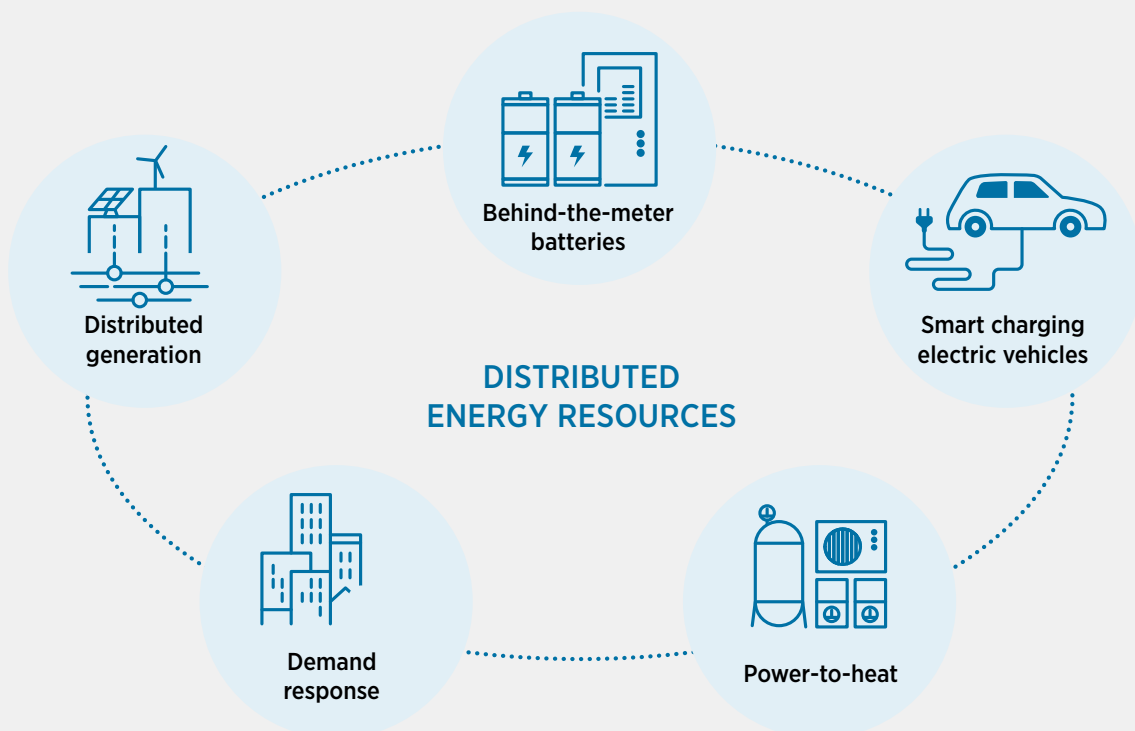 Behind-the-meter
batteries
Distributed
generation
Smart charging
electric vehicles
DISTRIBUTED
ENERGY RESOURCES
Demand
response
Power-to-heat